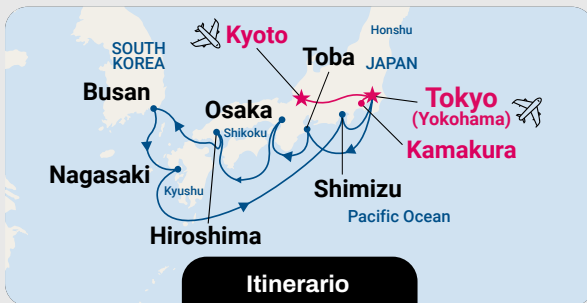 Honshu
Kyoto
SOUTH
KOREA
Toba
JAPAN
Busan
Osaka
Tokyo
(Yokohama)
Shikoku
Kamakura
Nagasaki
Kyushu
Shimizu
Pacific Ocean
Hiroshima
Itinerario